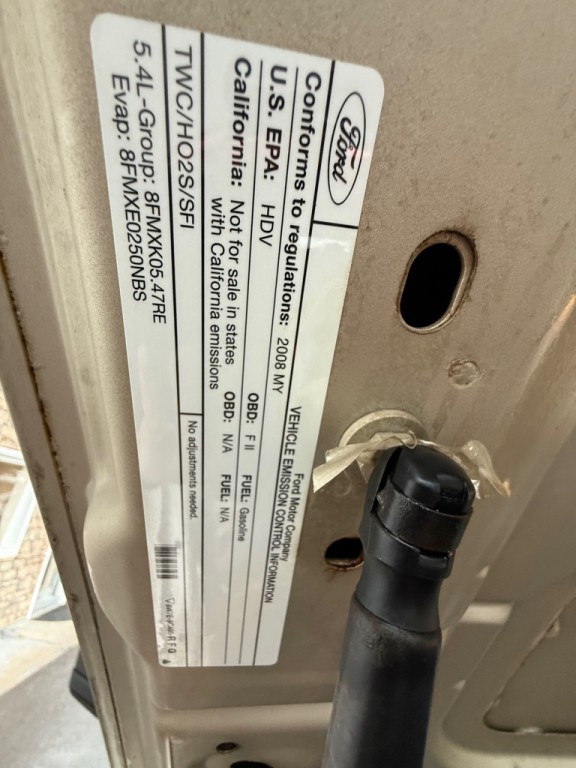 Ford
Ford Motor Company
VEHICLE EMISSION CONTROL INFORMATION
Conforms to regulations: 2008 MY
U.S. EPA: HDV OBD: F II FUEL: Gasoline
California: Not for sale in states with California emissions OBD: N/A FUEL: N/A
TWC/HO2S/SFI
No adjustments needed.
5.4L-Group: 8FMXK05.47RE
Evap: 8FMXE0250NBS